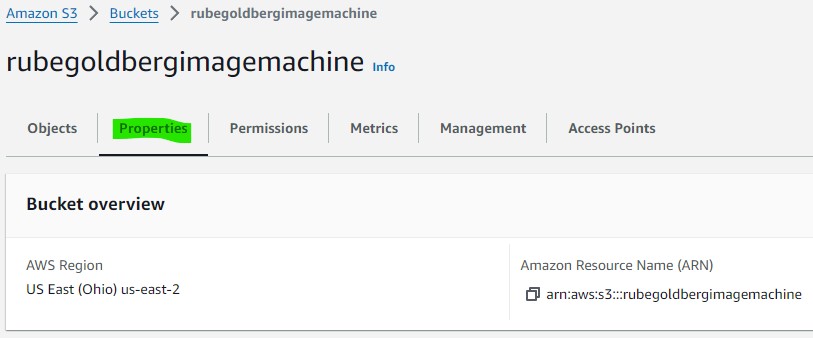 Amazon S3 > Buckets > rubegoldbergimagemachine
rubegoldbergimagemachine Info
Objects Properties Permissions Metrics Management Access Points
Bucket overview
AWS Region
US East (Ohio) us-east-2
Amazon Resource Name (ARN)
arn:aws:s3:::rubegoldbergimagemachine